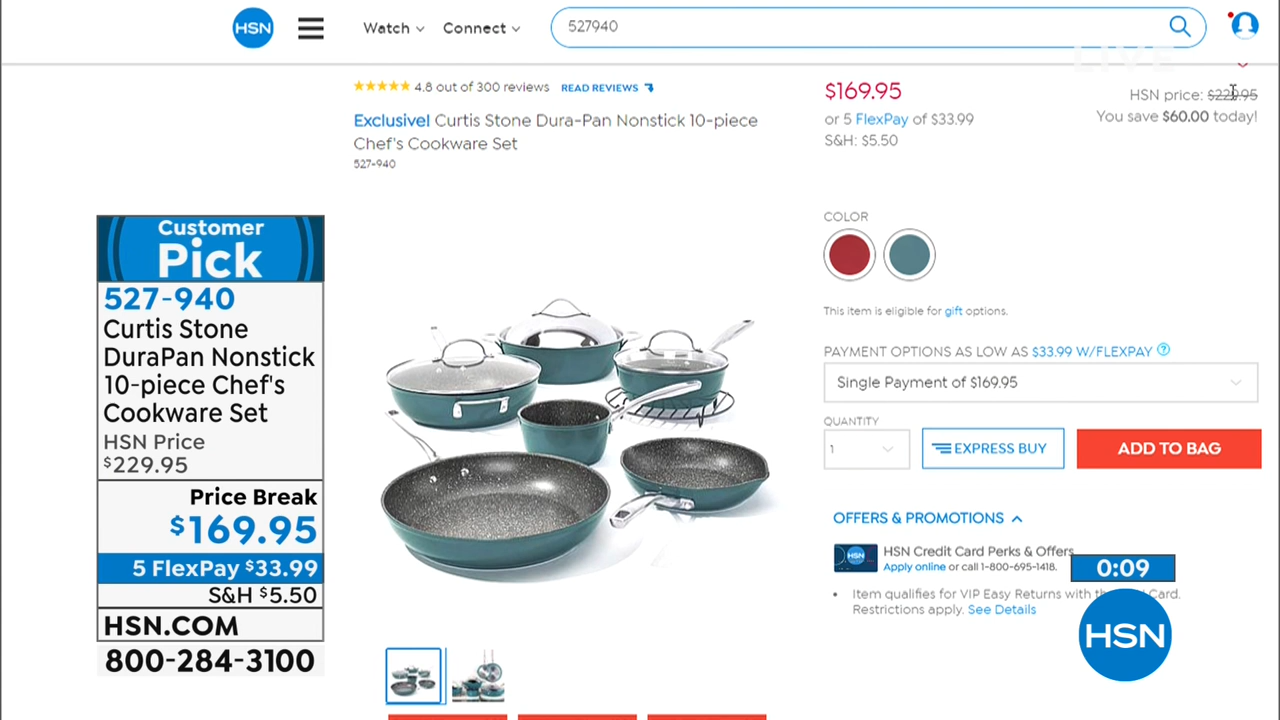 HSN
Watch
Connect
527940
LIVE
4.8 out of 300 reviews READ REVIEWS
Exclusive! Curtis Stone Dura-Pan Nonstick 10-piece
Chef's Cookware Set
527-940
$169.95
or 5 FlexPay of $33.99
S&H: $5.50
HSN price: $229.95
You save $60.00 today!
COLOR
This item is eligible for gift options.
PAYMENT OPTIONS AS LOW AS $33.99 W/FLEXPAY ?
Single Payment of $169.95
QUANTITY
1
EXPRESS BUY
ADD TO BAG
OFFERS & PROMOTIONS
HSN
HSN Credit Card Perks & Offers
Apply online or call 1-800-695-1418.
• Item qualifies for VIP Easy Returns with Card.
Restrictions apply. See Details
Customer
Pick
527-940
Curtis Stone
DuraPan Nonstick
10-piece Chef's
Cookware Set
HSN Price
$229.95
Price Break
$169.95
5 FlexPay $33.99
S&H $5.50
HSN.COM
800-284-3100
0:09
HSN